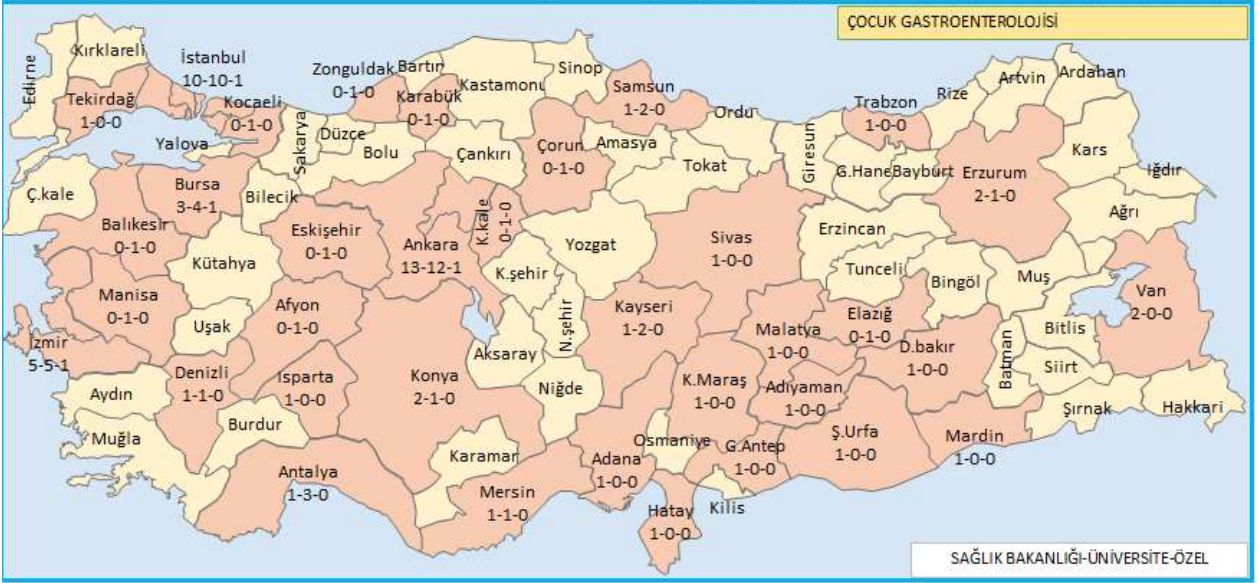 ÇOCUK GASTROENTEROLOJİSİ
Edirne
Kırklareli
Tekirdağ
1-0-0
İstanbul
10-10-1
Kocaeli
0-1-0
Yalova
Sakarya
Düzce
Bolu
Zonguldak
0-1-0
Bartın
Karabük
0-1-0
Kastamonu
Sinop
Çankırı
Çorum
0-1-0
Samsun
1-2-0
Amasya
Ordu
Tokat
Giresun
Trabzon
1-0-0
G.Hane
Bayburt
Rize
Artvin
Ardahan
Kars
Iğdır
Ağrı
Erzurum
2-1-0
Ç.kale
Balıkesir
0-1-0
Bursa
3-4-1
Bilecik
Kütahya
Eskişehir
0-1-0
Ankara
13-12-1
K.kale
0-1-0
K.şehir
Yozgat
Sivas
1-0-0
Erzincan
Tunceli
Bingöl
Muş
Van
2-0-0
Manisa
0-1-0
Uşak
Afyon
0-1-0
Aksaray
N.şehir
Kayseri
1-2-0
Malatya
1-0-0
Elazığ
0-1-0
D.bakır
1-0-0
Batman
Bitlis
Siirt
İzmir
5-5-1
Aydın
Denizli
1-1-0
Isparta
1-0-0
Konya
2-1-0
Niğde
K.Maraş
1-0-0
Adıyaman
1-0-0
Şırnak
Hakkari
Muğla
Burdur
Antalya
1-3-0
Karamar
Mersin
1-1-0
Adana
1-0-0
Osmaniye
G.Antep
1-0-0
Ş.Urfa
1-0-0
Mardin
1-0-0
Hatay
1-0-0
Kilis
SAĞLIK BAKANLIĞI-ÜNİVERSİTE-ÖZEL